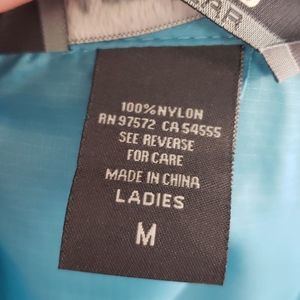 100% NYLON
RN 97572 CA 54555
SEE REVERSE
FOR CARE
MADE IN CHINA
LADIES
M